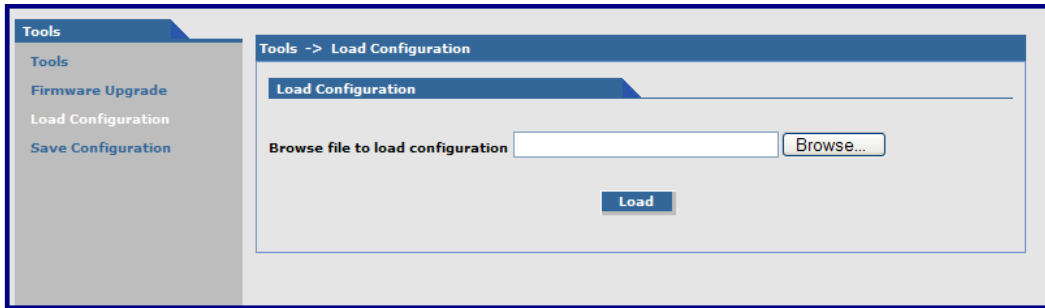 Tools
Tools
Firmware Upgrade
Load Configuration
Save Configuration
Tools -> Load Configuration
Load Configuration
Browse file to load configuration Browse...
Load